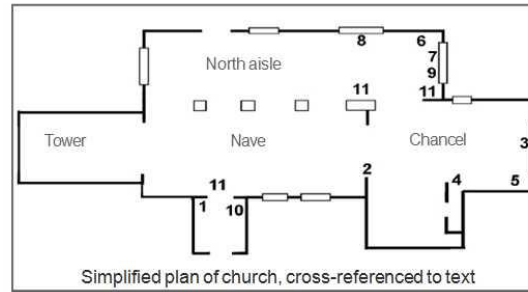 8 6
7
North aisle
9
11 11
Tower Nave Chancel 3
2 4 5
11
1 10
Simplified plan of church, cross-referenced to text